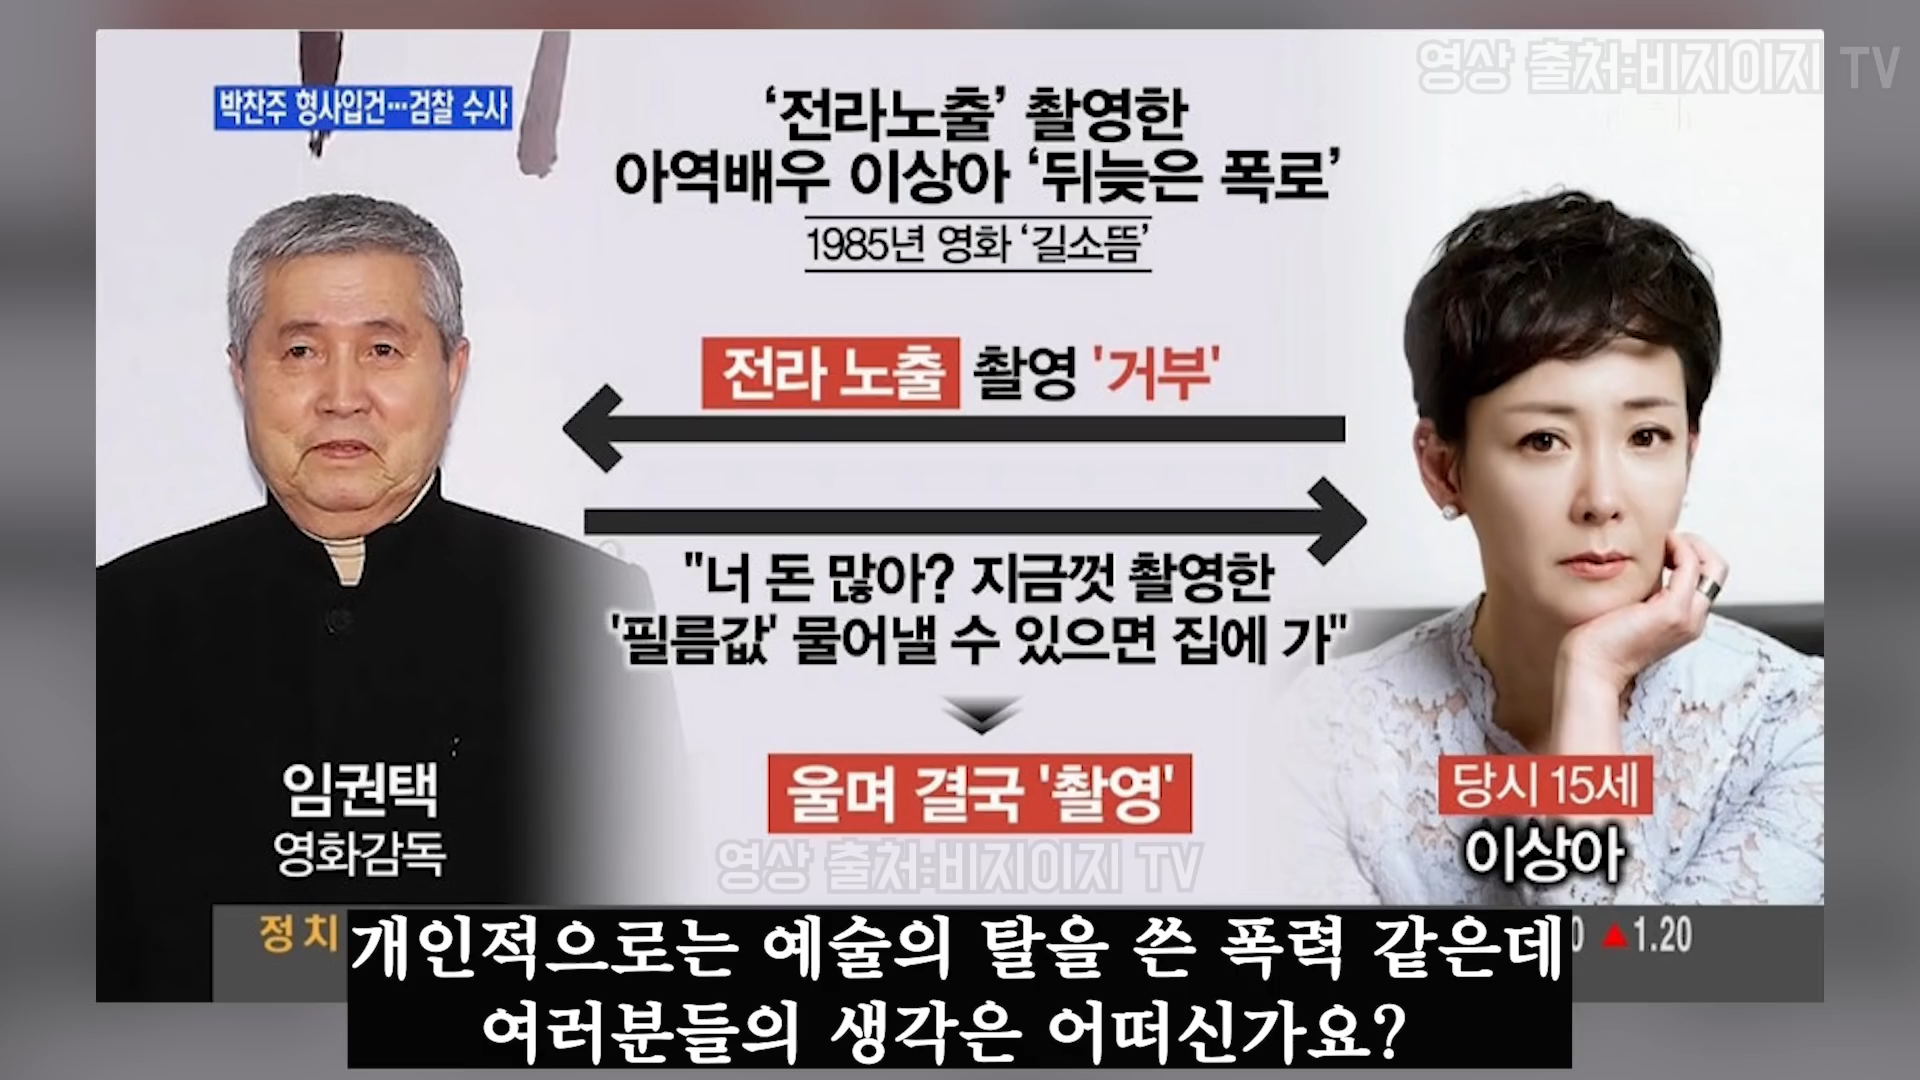 영상 출처:비지이지 TV
박찬주 형사입건…검찰 수사
‘전라노출’ 촬영한
아역배우 이상아 ‘뒤늦은 폭로’
1985년 영화 ‘길소뜸’
전라 노출 촬영 '거부'
"너 돈 많아? 지금껏 촬영한
'필름값' 물어낼 수 있으면 집에 가"
울며 결국 '촬영'
임권택
영화감독
당시 15세
이상아
영상 출처:비지이지 TV
정치
▲1.20
개인적으로는 예술의 탈을 쓴 폭력 같은데
여러분들의 생각은 어떠신가요?